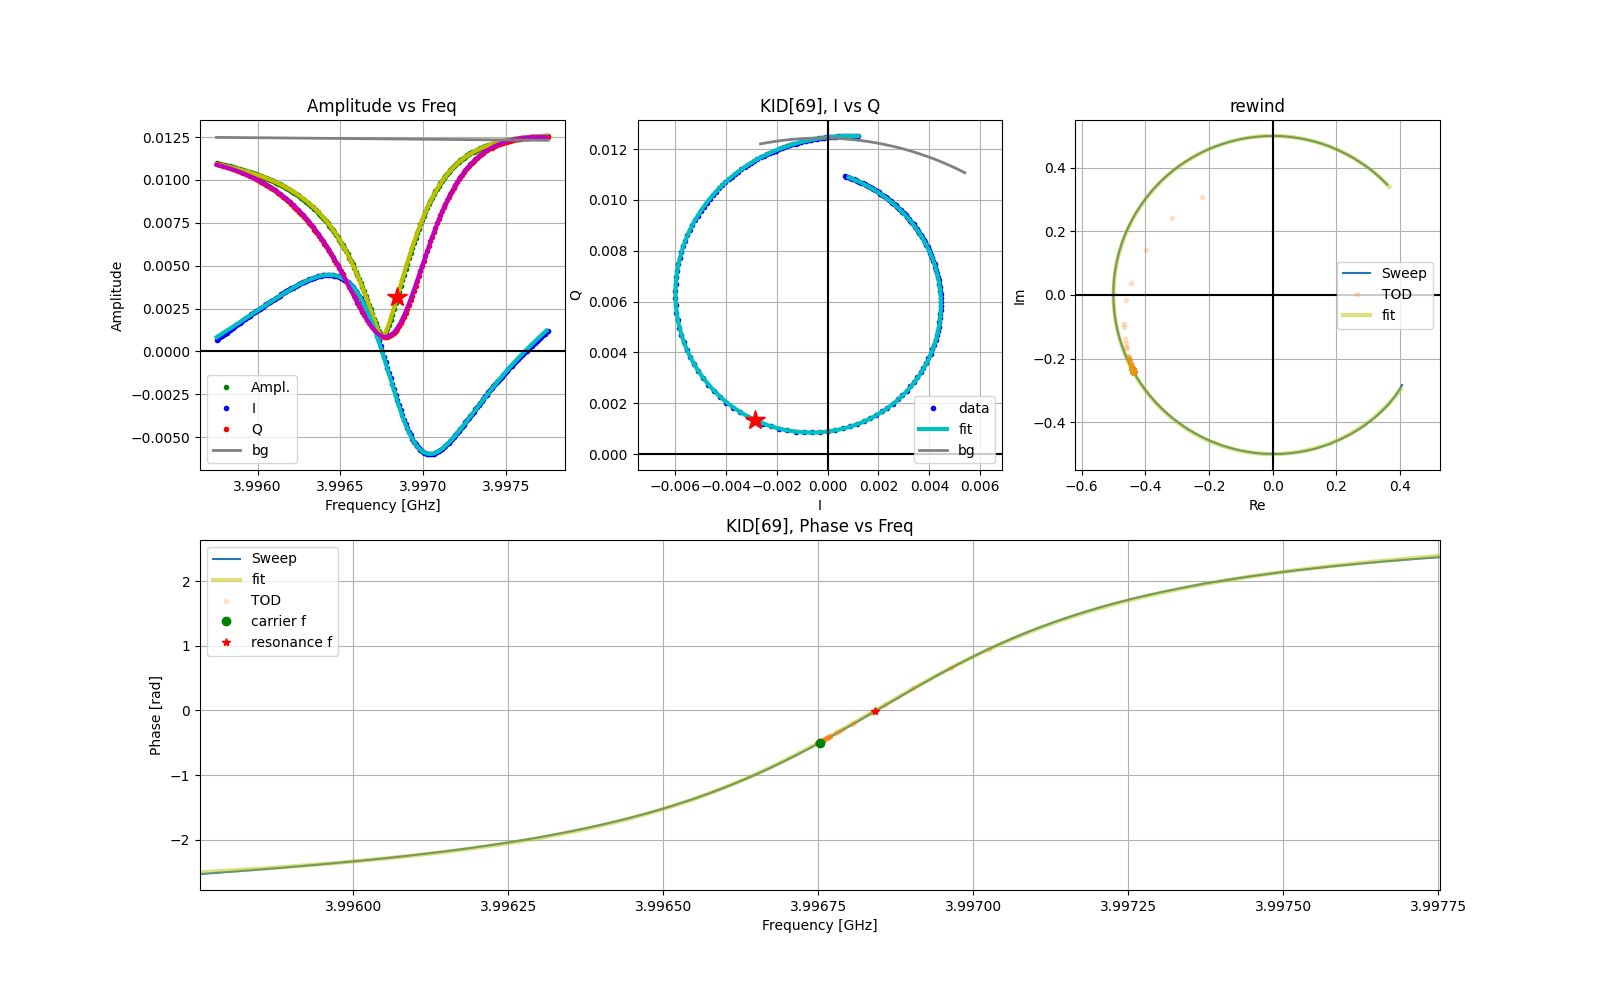 Amplitude vs Freq
Amplitude
0.0125
0.0100
0.0075
0.0050
0.0025
0.0000
−0.0025
−0.0050
Ampl.
I
Q
bg
3.9960
3.9965
3.9970
3.9975
Frequency [GHz]
KID[69], I vs Q
Q
0.012
0.010
0.008
0.006
0.004
0.002
0.000
data
fit
bg
−0.006
−0.004
−0.002
0.000
0.002
0.004
0.006
I
rewind
Im
0.4
0.2
0.0
−0.2
−0.4
Sweep
TOD
fit
−0.6
−0.4
−0.2
0.0
0.2
0.4
Re
KID[69], Phase vs Freq
Phase [rad]
2
1
0
−1
−2
Sweep
fit
TOD
carrier f
resonance f
3.99600
3.99625
3.99650
3.99675
3.99700
3.99725
3.99750
3.99775
Frequency [GHz]